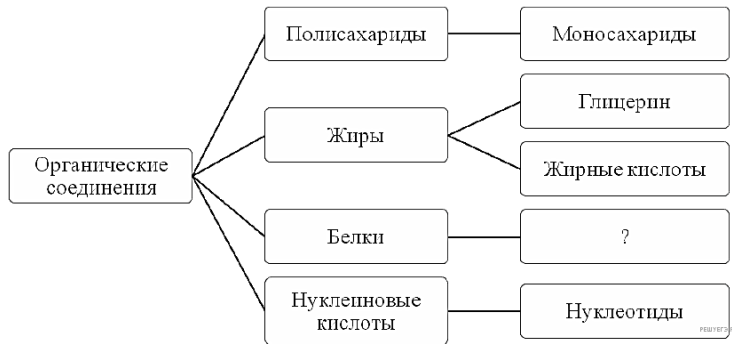 Полисахариды
Моносахариды
Глицерин
Жиры
Органические
соединения
Жирные кислоты
Белки
?
Нуклеиновые
кислоты
Нуклеотиды